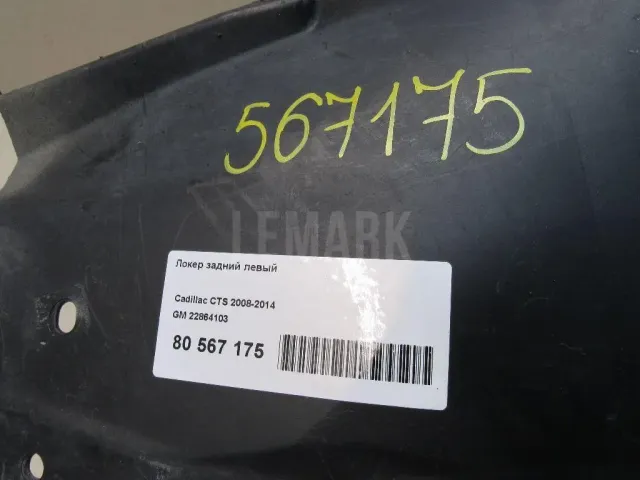 567175
LEMARK
Локер задний левый
Cadillac CTS 2008-2014
GM 22864103
80 567 175